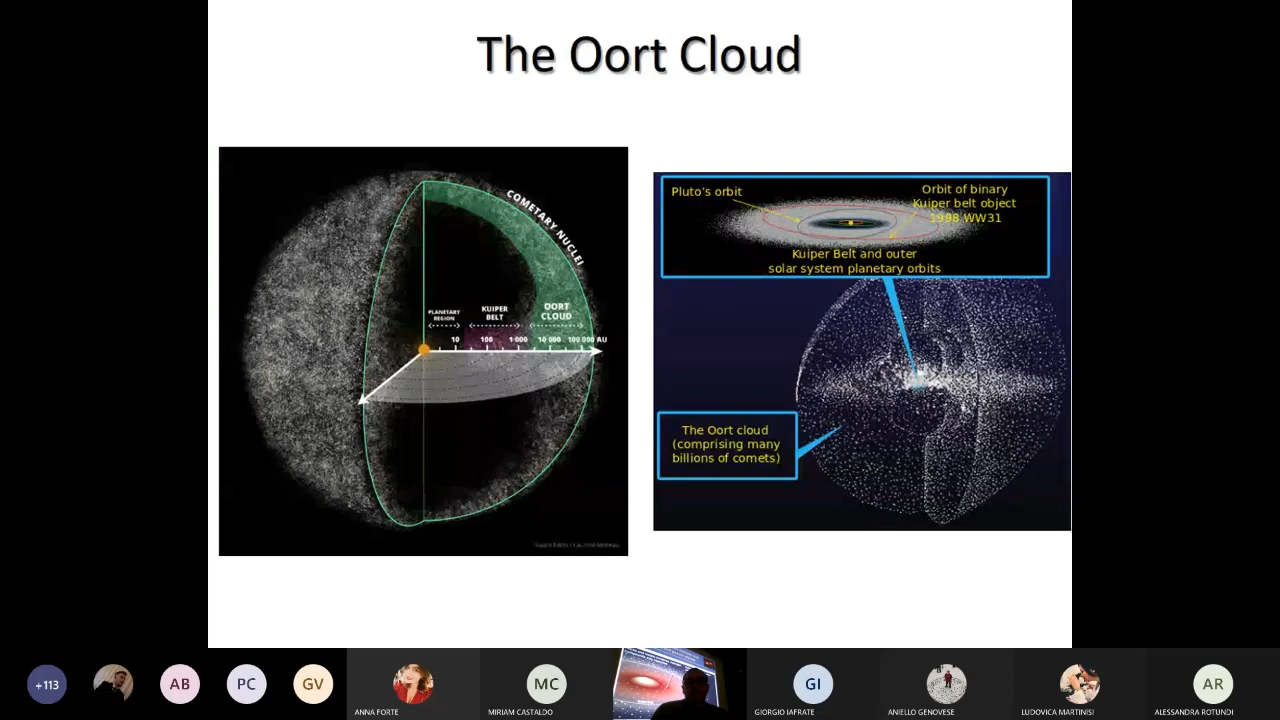 The Oort Cloud
COMETARY NUCLEI
PLANETARY
REGION
KUIPER
BELT
OORT
CLOUD
10 100 1 000 10 000 100 000 AU
Pluto's orbit
Orbit of binary
Kuiper belt object
1998 WW31
Kuiper Belt and outer
solar system planetary orbits
The Oort cloud
(comprising many
billions of comets)
+113
AB
PC
GV
ANNA FORTE
MC
MIRIAM CASTALDO
GI
GIORGIO IAFRATE
ANIELLO GENOVESE
LUDOVICA MARTINISI
AR
ALESSANDRA ROTUNDI